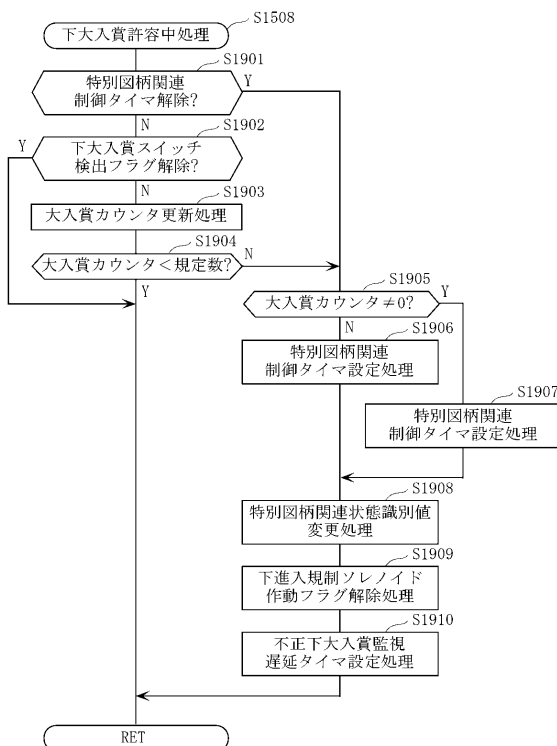 下大入賞許容中処理
S1508
S1901
特別図柄関連
制御タイマ解除?
Y
N
S1902
Y
下大入賞スイッチ
検出フラグ解除?
N
S1903
大入賞カウンタ更新処理
S1904
大入賞カウンタ<規定数?
N
Y
S1905
大入賞カウンタ≠0?
Y
N
S1906
特別図柄関連
制御タイマ設定処理
S1907
特別図柄関連
制御タイマ設定処理
S1908
特別図柄関連状態識別値
変更処理
S1909
下進入規制ソレノイド
作動フラグ解除処理
S1910
不正下大入賞監視
遅延タイマ設定処理
RET